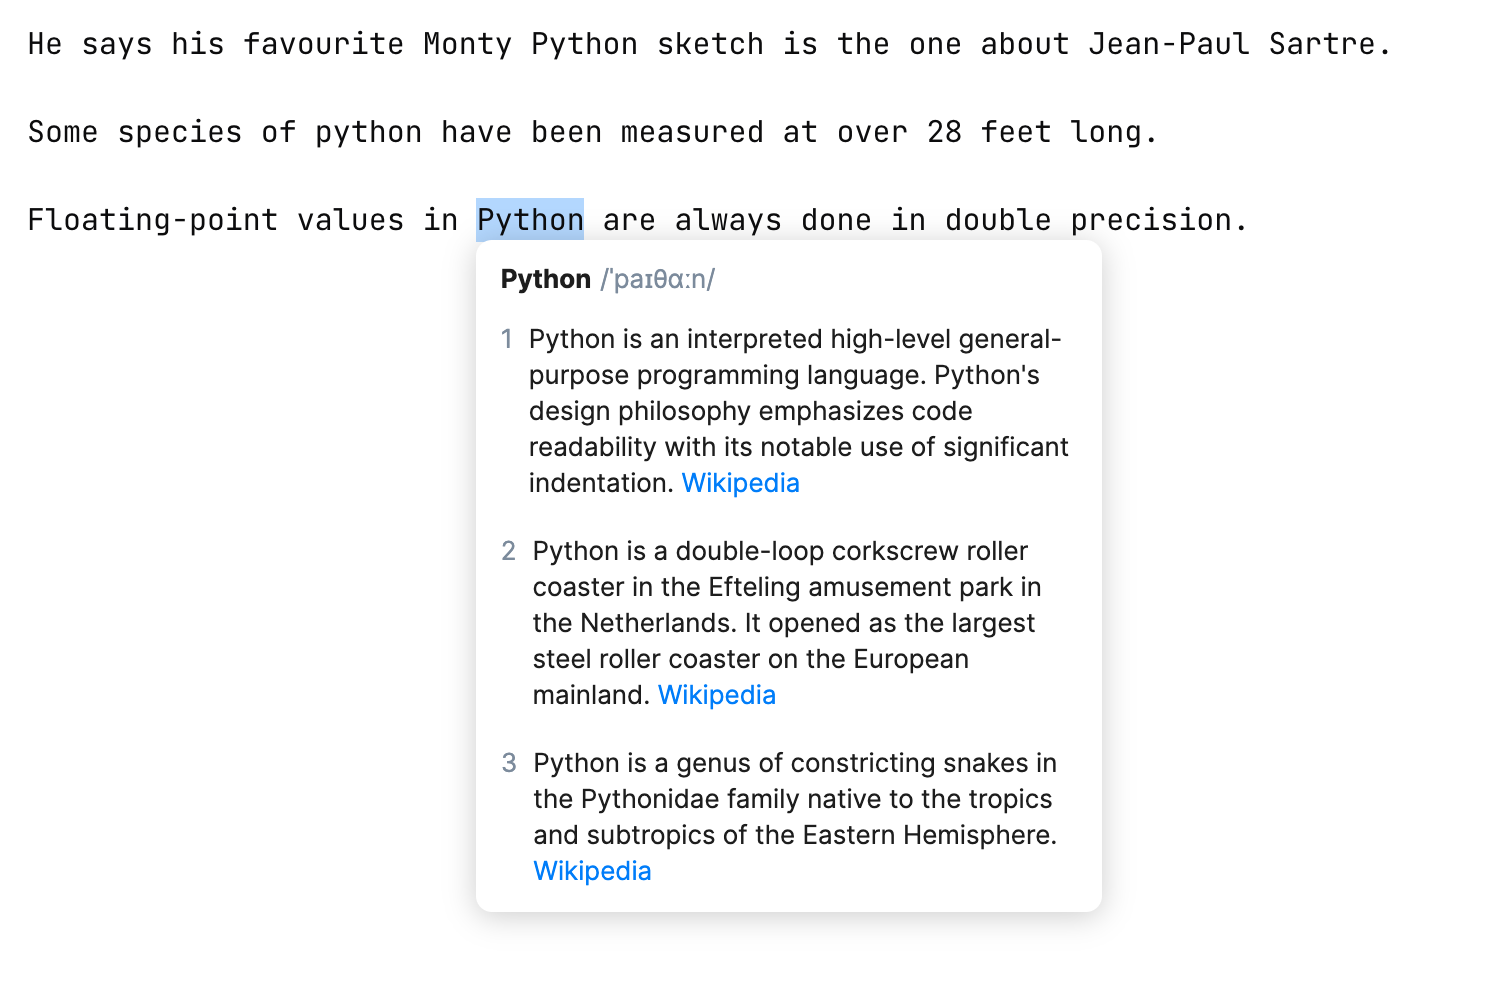 He says his favourite Monty Python sketch is the one about Jean-Paul Sartre.
Some species of python have been measured at over 28 feet long.
Floating-point values in Python are always done in double precision.
Python /ˈpaɪθɑːn/
1 Python is an interpreted high-level general-
purpose programming language. Python's
design philosophy emphasizes code
readability with its notable use of significant
indentation. Wikipedia
2 Python is a double-loop corkscrew roller
coaster in the Efteling amusement park in
the Netherlands. It opened as the largest
steel roller coaster on the European
mainland. Wikipedia
3 Python is a genus of constricting snakes in
the Pythonidae family native to the tropics
and subtropics of the Eastern Hemisphere.
Wikipedia